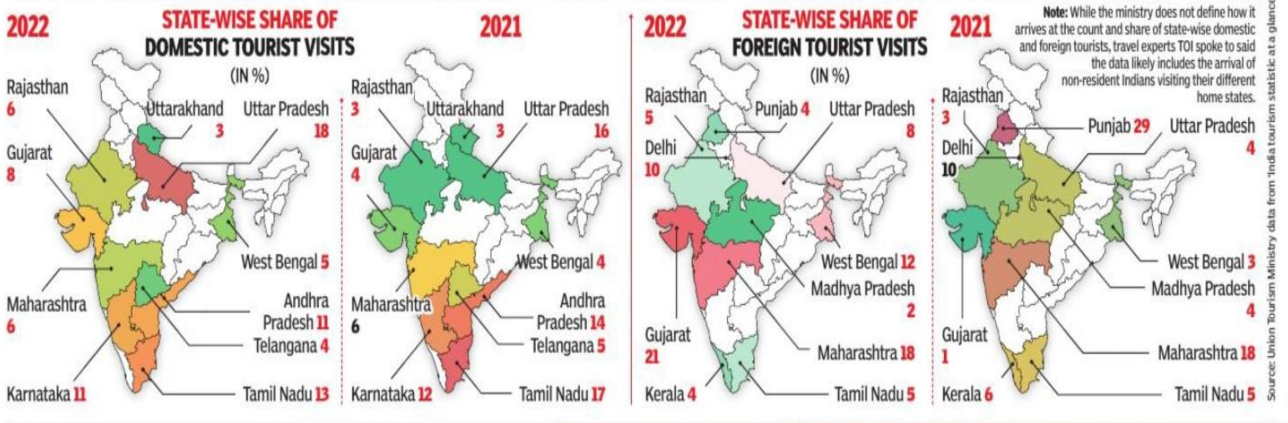 2022
STATE-WISE SHARE OF
DOMESTIC TOURIST VISITS
(IN %)
2021
Rajasthan
6
Uttarakhand
3
Uttar Pradesh
18
Gujarat
8
West Bengal 5
Maharashtra
6
Andhra
Pradesh 11
Telangana 4
Karnataka 11
Tamil Nadu 13
Rajasthan
3
Uttarakhand
3
Uttar Pradesh
16
Gujarat
4
West Bengal 4
Maharashtra
6
Andhra
Pradesh 14
Telangana 5
Karnataka 12
Tamil Nadu 17
2022
STATE-WISE SHARE OF
FOREIGN TOURIST VISITS
(IN %)
2021
Note: While the ministry does not define how it
arrives at the count and share of state-wise domestic
and foreign tourists, travel experts TOI spoke to said
the data likely includes the arrival of
non-resident Indians visiting their different
home states.
Rajasthan
5
Punjab 4
Uttar Pradesh
8
Delhi
10
West Bengal 12
Madhya Pradesh
2
Gujarat
21
Maharashtra 18
Kerala 4
Tamil Nadu 5
Rajasthan
3
Punjab 29
Uttar Pradesh
4
Delhi
10
West Bengal 3
Madhya Pradesh
4
Gujarat
1
Maharashtra 18
Kerala 6
Tamil Nadu 5
Source: Union Tourism Ministry data from 'India tourism statistic at a glance